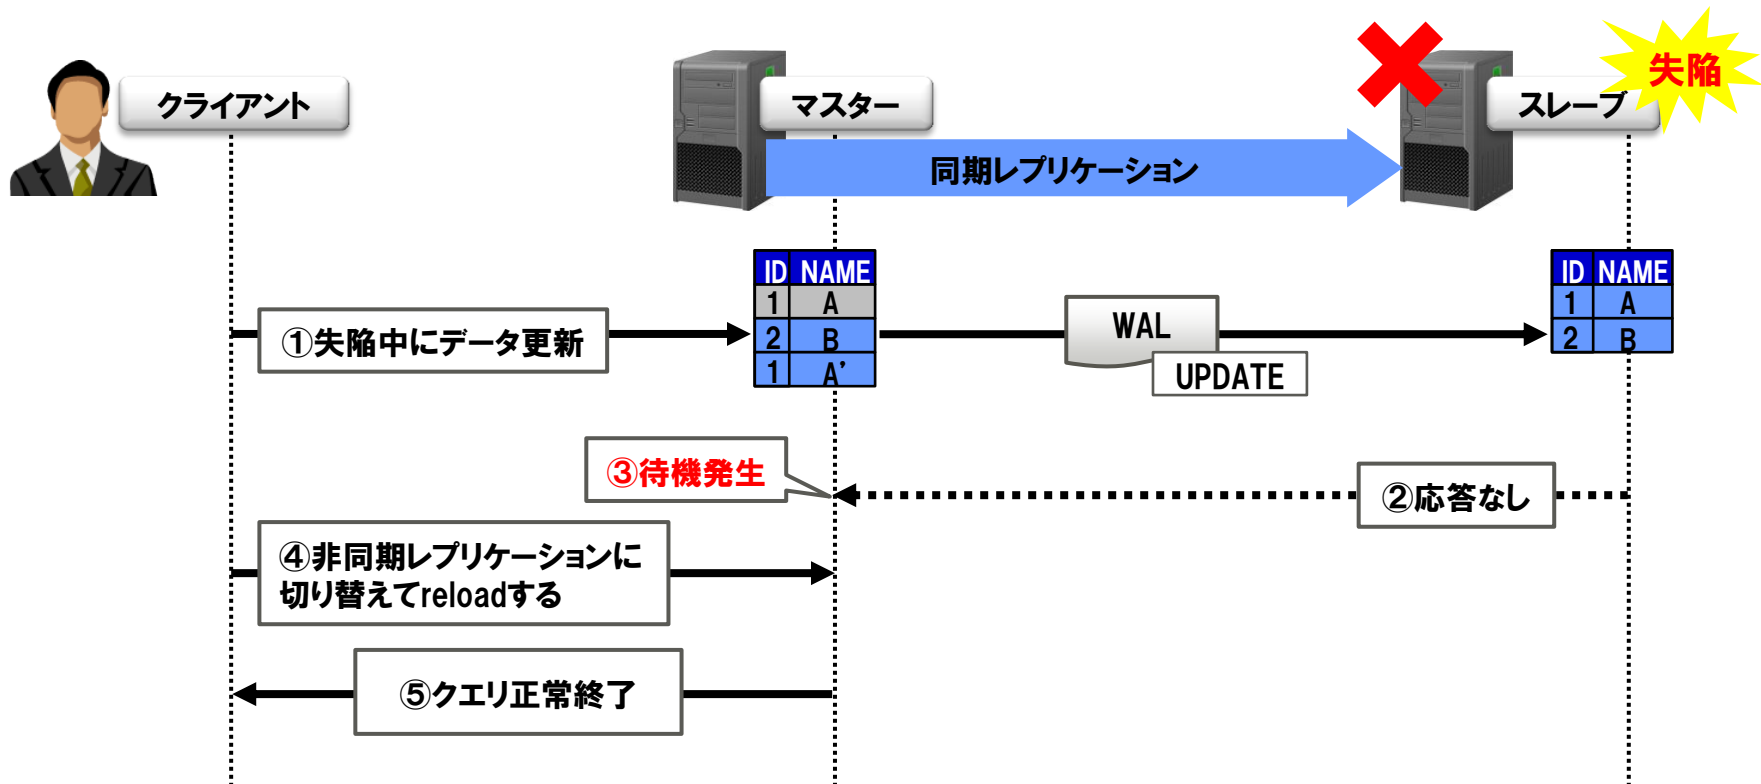 クライアント
マスター
スレーブ
失陥
同期レプリケーション
ID NAME
1 A
2 B
1 A'
ID NAME
1 A
2 B
①失陥中にデータ更新
WAL
UPDATE
③待機発生
②応答なし
④非同期レプリケーションに
切り替えてreloadする
⑤クエリ正常終了